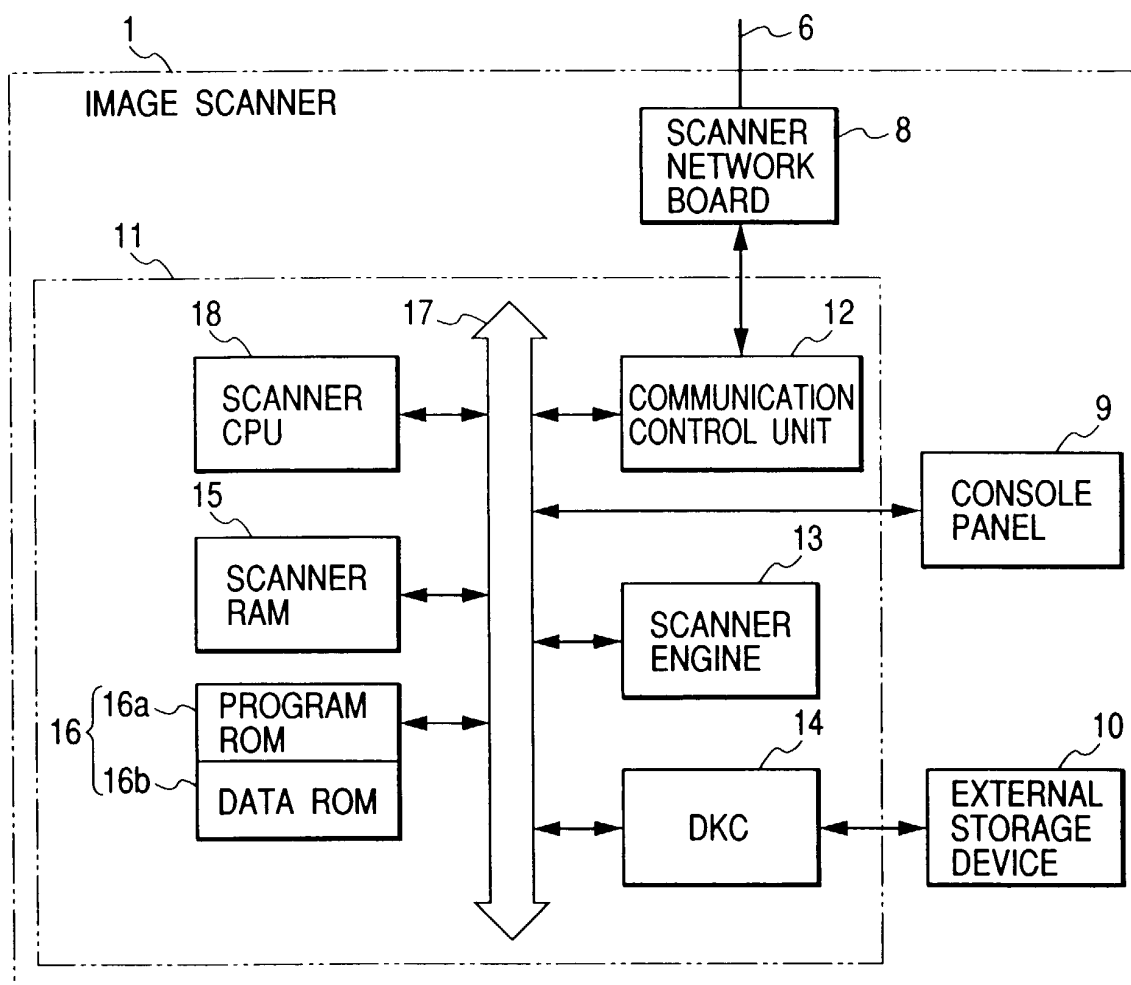 1
6
IMAGE SCANNER
SCANNER
NETWORK
BOARD
8
11
18
17
12
SCANNER
CPU
COMMUNICATION
CONTROL UNIT
9
CONSOLE
PANEL
15
13
SCANNER
RAM
SCANNER
ENGINE
16
16a
PROGRAM
ROM
16b
DATA ROM
14
10
DKC
EXTERNAL
STORAGE
DEVICE